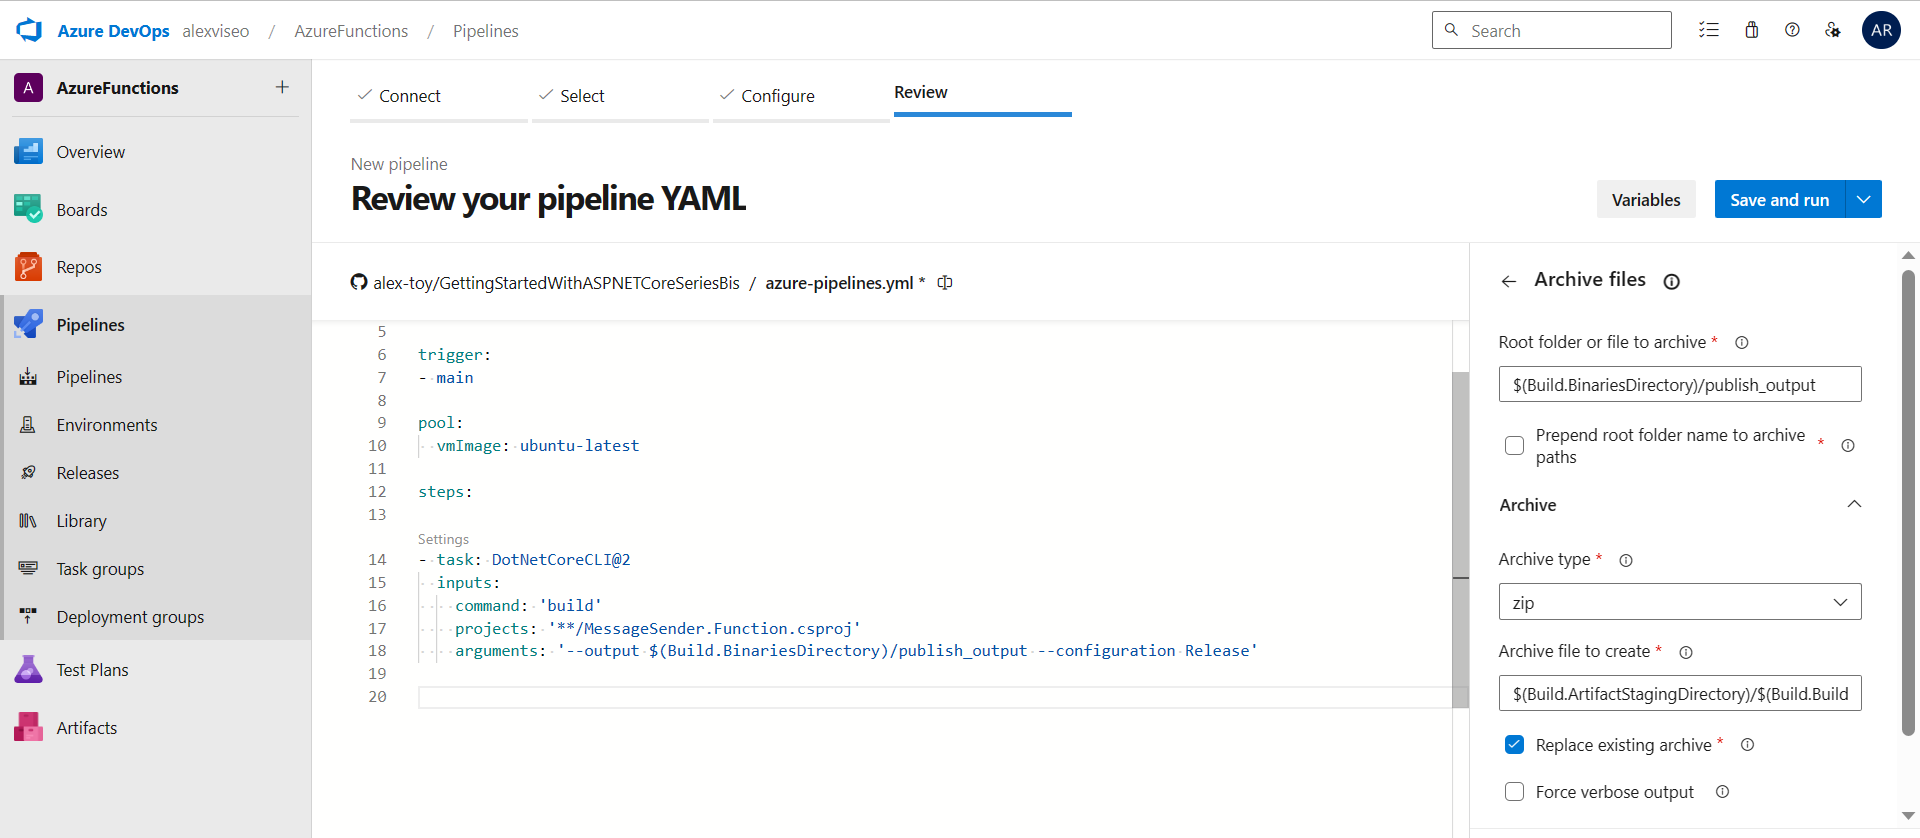 Azure DevOps alexviseo / AzureFunctions / Pipelines
Search
AR
A AzureFunctions +
Overview
Boards
Repos
Pipelines
Pipelines
Environments
Releases
Library
Task groups
Deployment groups
Test Plans
Artifacts
Connect
Select
Configure
Review
New pipeline
Review your pipeline YAML
Variables
Save and run
alex-toy/GettingStartedWithASPNETCoreSeriesBis / azure-pipelines.yml *
5
6 trigger:
7 - main
8
9 pool:
10 vmImage: ubuntu-latest
11
12 steps:
13
Settings
14 - task: DotNetCoreCLI@2
15 inputs:
16 command: 'build'
17 projects: '**/MessageSender.Function.csproj'
18 arguments: '--output $(Build.BinariesDirectory)/publish_output --configuration Release'
19
20
Archive files
Root folder or file to archive *
$(Build.BinariesDirectory)/publish_output
Prepend root folder name to archive *
paths
Archive
Archive type *
zip
Archive file to create *
$(Build.ArtifactStagingDirectory)/$(Build.Build
Replace existing archive *
Force verbose output